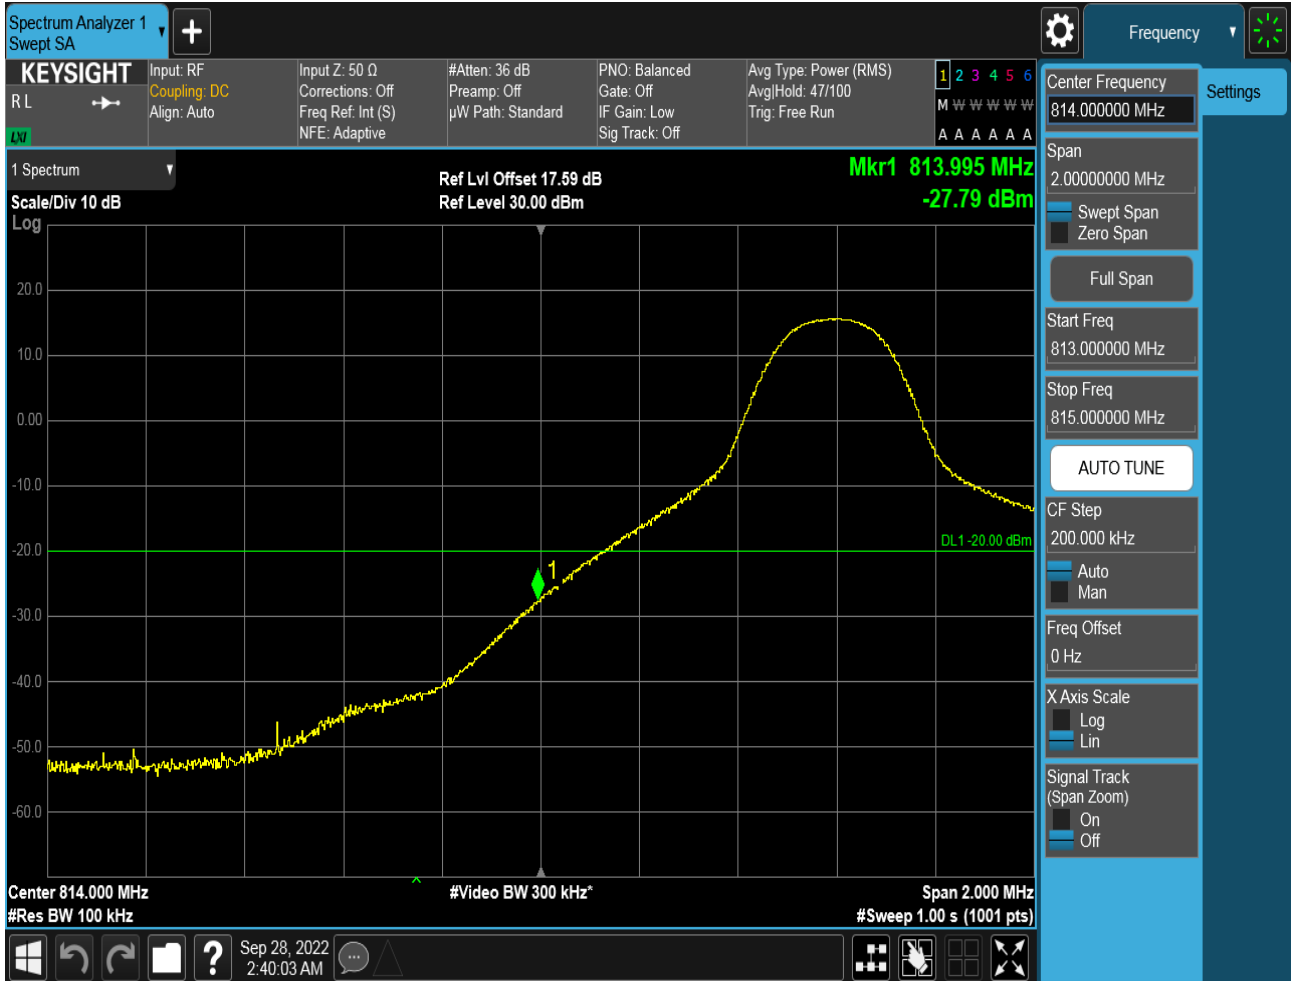 Spectrum Analyzer 1
Swept SA
Frequency
KEYSIGHT
R L
LXI
Input: RF
Coupling: DC
Align: Auto
Input Z: 50 Ω
Corrections: Off
Freq Ref: Int (S)
NFE: Adaptive
#Atten: 36 dB
Preamp: Off
µW Path: Standard
PNO: Balanced
Gate: Off
IF Gain: Low
Sig Track: Off
Avg Type: Power (RMS)
Avg|Hold: 47/100
Trig: Free Run
1 2 3 4 5 6
M W W W W W
A A A A A A
1 Spectrum
Scale/Div 10 dB
Log
Ref Lvl Offset 17.59 dB
Ref Level 30.00 dBm
Mkr1 813.995 MHz
-27.79 dBm
20.0
10.0
0.00
-10.0
-20.0
-30.0
-40.0
-50.0
-60.0
DL1 -20.00 dBm
1
Center 814.000 MHz
#Video BW 300 kHz*
Span 2.000 MHz
#Res BW 100 kHz
#Sweep 1.00 s (1001 pts)
Center Frequency
814.000000 MHz
Settings
Span
2.00000000 MHz
Swept Span
Zero Span
Full Span
Start Freq
813.000000 MHz
Stop Freq
815.000000 MHz
AUTO TUNE
CF Step
200.000 kHz
Auto
Man
Freq Offset
0 Hz
X Axis Scale
Log
Lin
Signal Track
(Span Zoom)
On
Off
?
Sep 28, 2022
2:40:03 AM